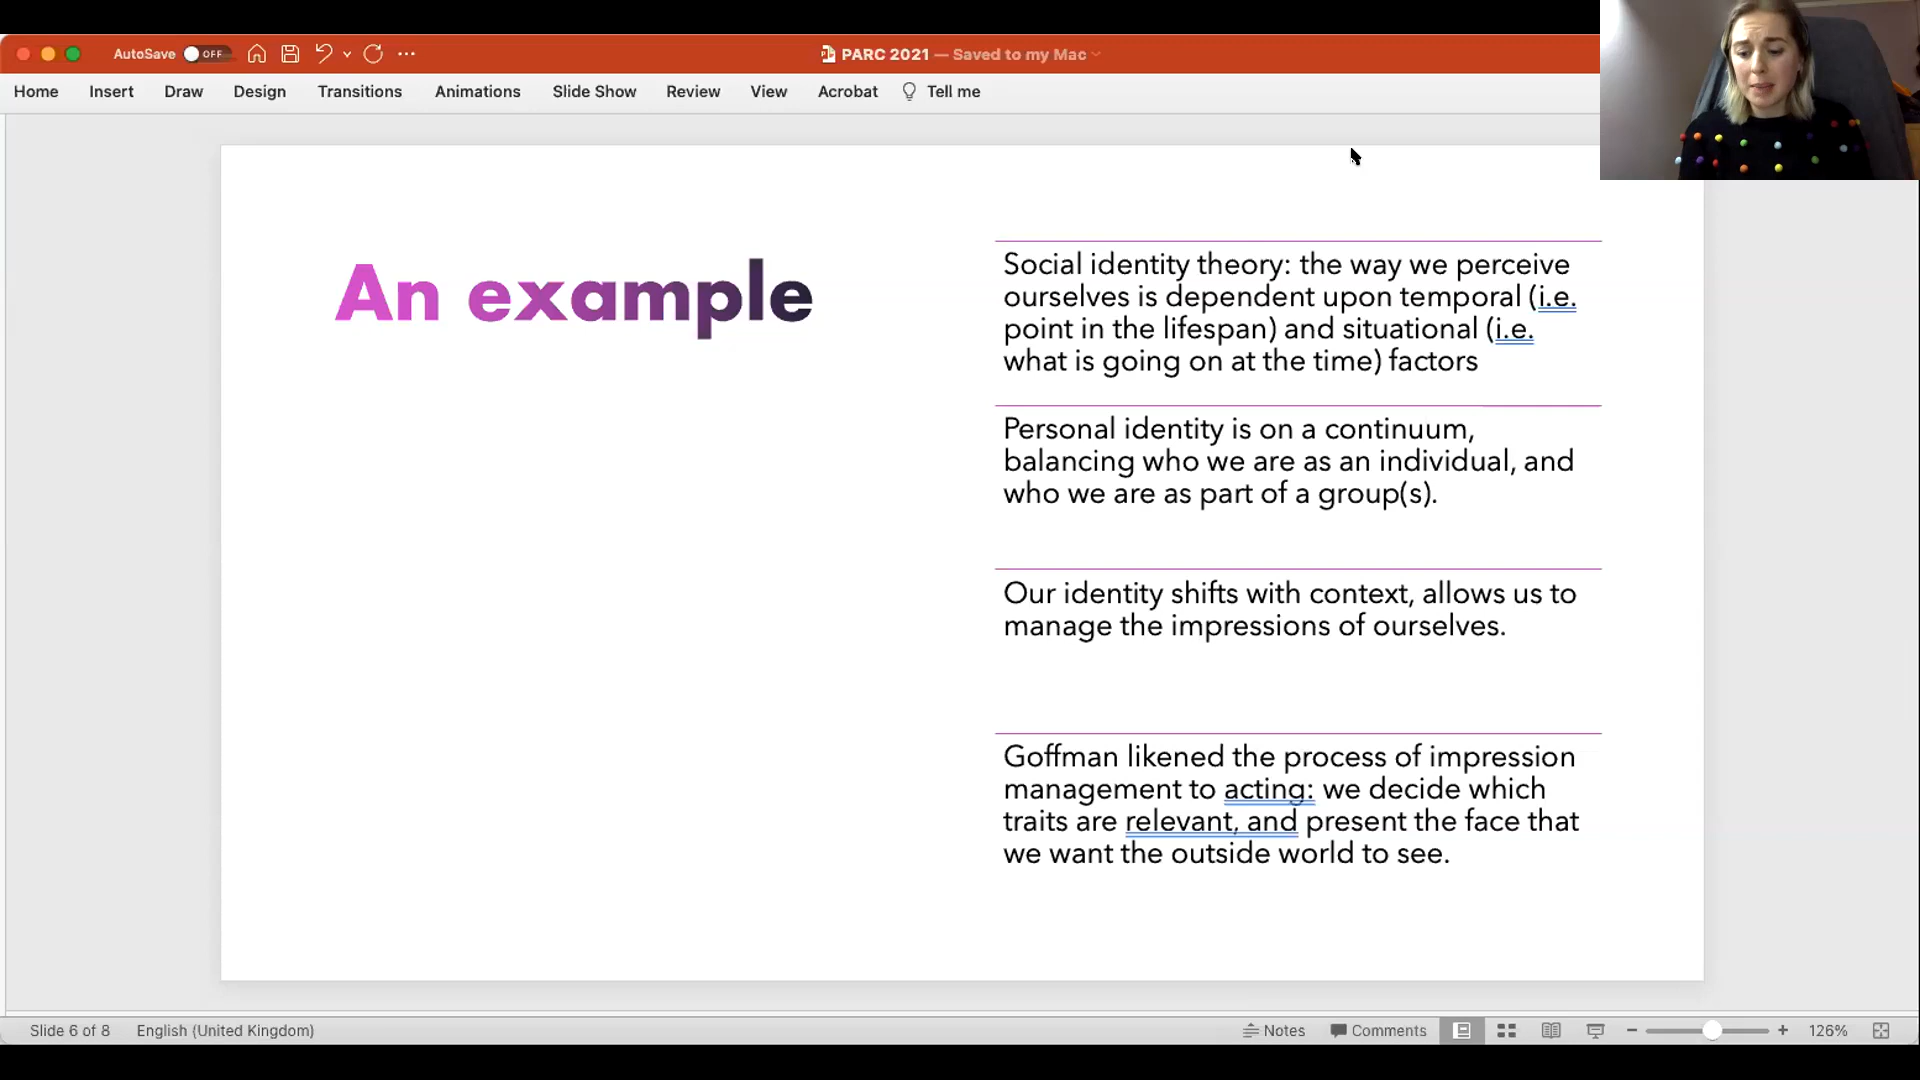 AutoSave OFF
PARC 2021 — Saved to my Mac
Home Insert Draw Design Transitions Animations Slide Show Review View Acrobat Tell me
An example
Social identity theory: the way we perceive
ourselves is dependent upon temporal (i.e.
point in the lifespan) and situational (i.e.
what is going on at the time) factors
Personal identity is on a continuum,
balancing who we are as an individual, and
who we are as part of a group(s).
Our identity shifts with context, allows us to
manage the impressions of ourselves.
Goffman likened the process of impression
management to acting: we decide which
traits are relevant, and present the face that
we want the outside world to see.
Slide 6 of 8 English (United Kingdom) Notes Comments 126%